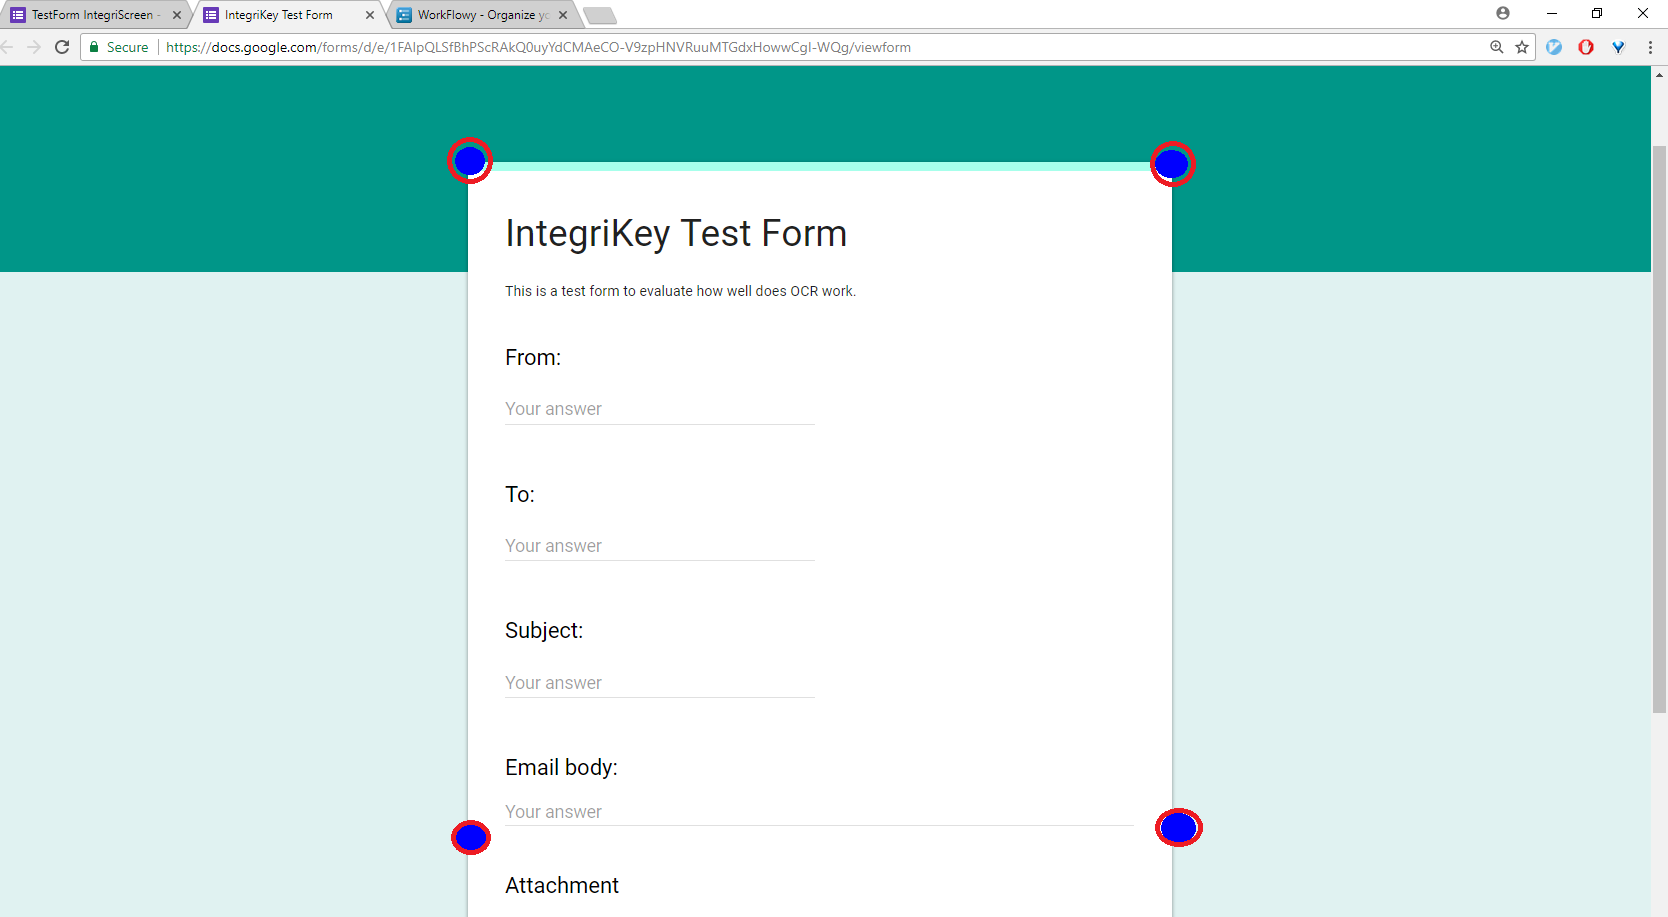 TestForm IntegriScreen -
IntegriKey Test Form
WorkFlowy - Organize yo
Secure
https://docs.google.com/forms/d/e/1FAIpQLSfBhPScRAkQ0uyYdCMAeCO-V9zpHNVRuuMTGdxHowwCgI-WQg/viewform
IntegriKey Test Form
This is a test form to evaluate how well does OCR work.
From:
Your answer
To:
Your answer
Subject:
Your answer
Email body:
Your answer
Attachment